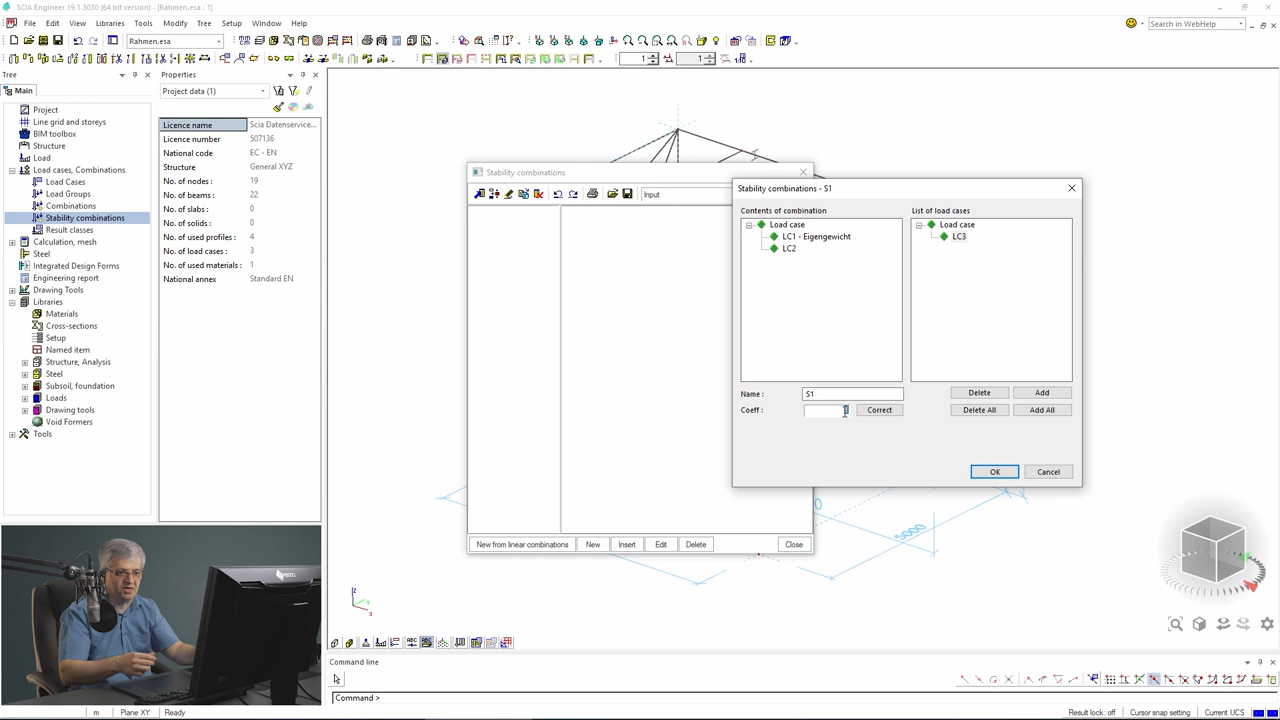 SCIA Engineer 19.1.3030 (64 bit version) - [Rahmen.esa : 1]
File Edit View Libraries Tools Modify Tree Setup Window Help
Search in WebHelp
Rahmen.esa
1
1
Tree
Main
Project
Line grid and storeys
BIM toolbox
Structure
Load
Load cases, Combinations
Load Cases
Load Groups
Combinations
Stability combinations
Result classes
Calculation, mesh
Steel
Integrated Design Forms
Engineering report
Drawing Tools
Libraries
Materials
Cross-sections
Setup
Named item
Structure, Analysis
Steel
Subsoil, foundation
Loads
Drawing tools
Void Formers
Tools
Properties
Project data (1)
Licence name Scia Datenservice...
Licence number 507136
National code EC - EN
Structure General XYZ
No. of nodes : 19
No. of beams : 22
No. of slabs : 0
No. of solids : 0
No. of used profiles : 4
No. of load cases : 3
No. of used materials : 1
National annex Standard EN
Stability combinations
Input
New from linear combinations New Insert Edit Delete Close
Stability combinations - S1
Contents of combination
Load case
LC1 - Eigengewicht
LC2
List of load cases
Load case
LC3
Name : S1
Coeff : Correct
Delete Add
Delete All Add All
OK Cancel
0
5000
z
x
Command line
Command >
m Plane XY Ready
Result lock: off Cursor snap setting Current UCS